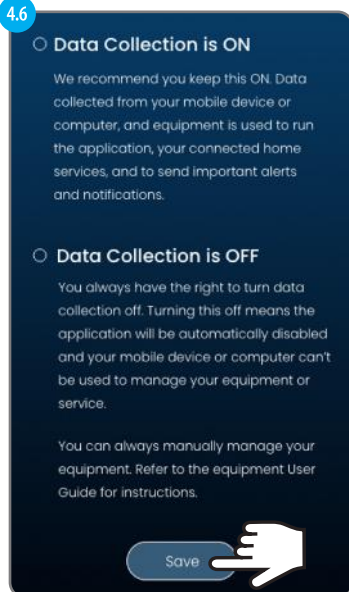 4.6
Data Collection is ON
We recommend you keep this ON. Data
collected from your mobile device or
computer, and equipment is used to run
the application, your connected home
services, and to send important alerts
and notifications.
Data Collection is OFF
You always have the right to turn data
collection off. Turning this off means the
application will be automatically disabled
and your mobile device or computer can't
be used to manage your equipment or
service.
You can always manually manage your
equipment. Refer to the equipment User
Guide for instructions.
Save